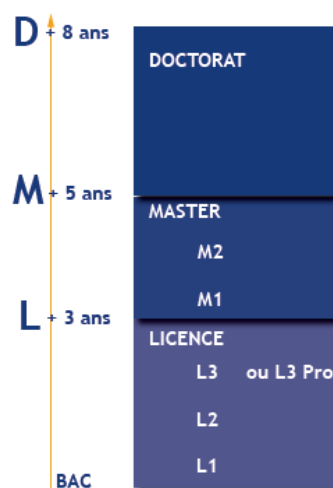 D + 8 ans
DOCTORAT
M + 5 ans
MASTER
M2
M1
L + 3 ans
LICENCE
L3 ou L3 Pro
L2
L1
BAC